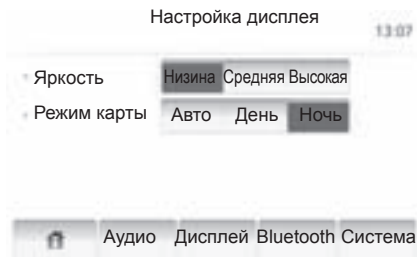 Настройка дисплея
13:07
Яркость Низина Средняя Высокая
Режим карты Авто День Ночь
Аудио Дисплей Bluetooth Система